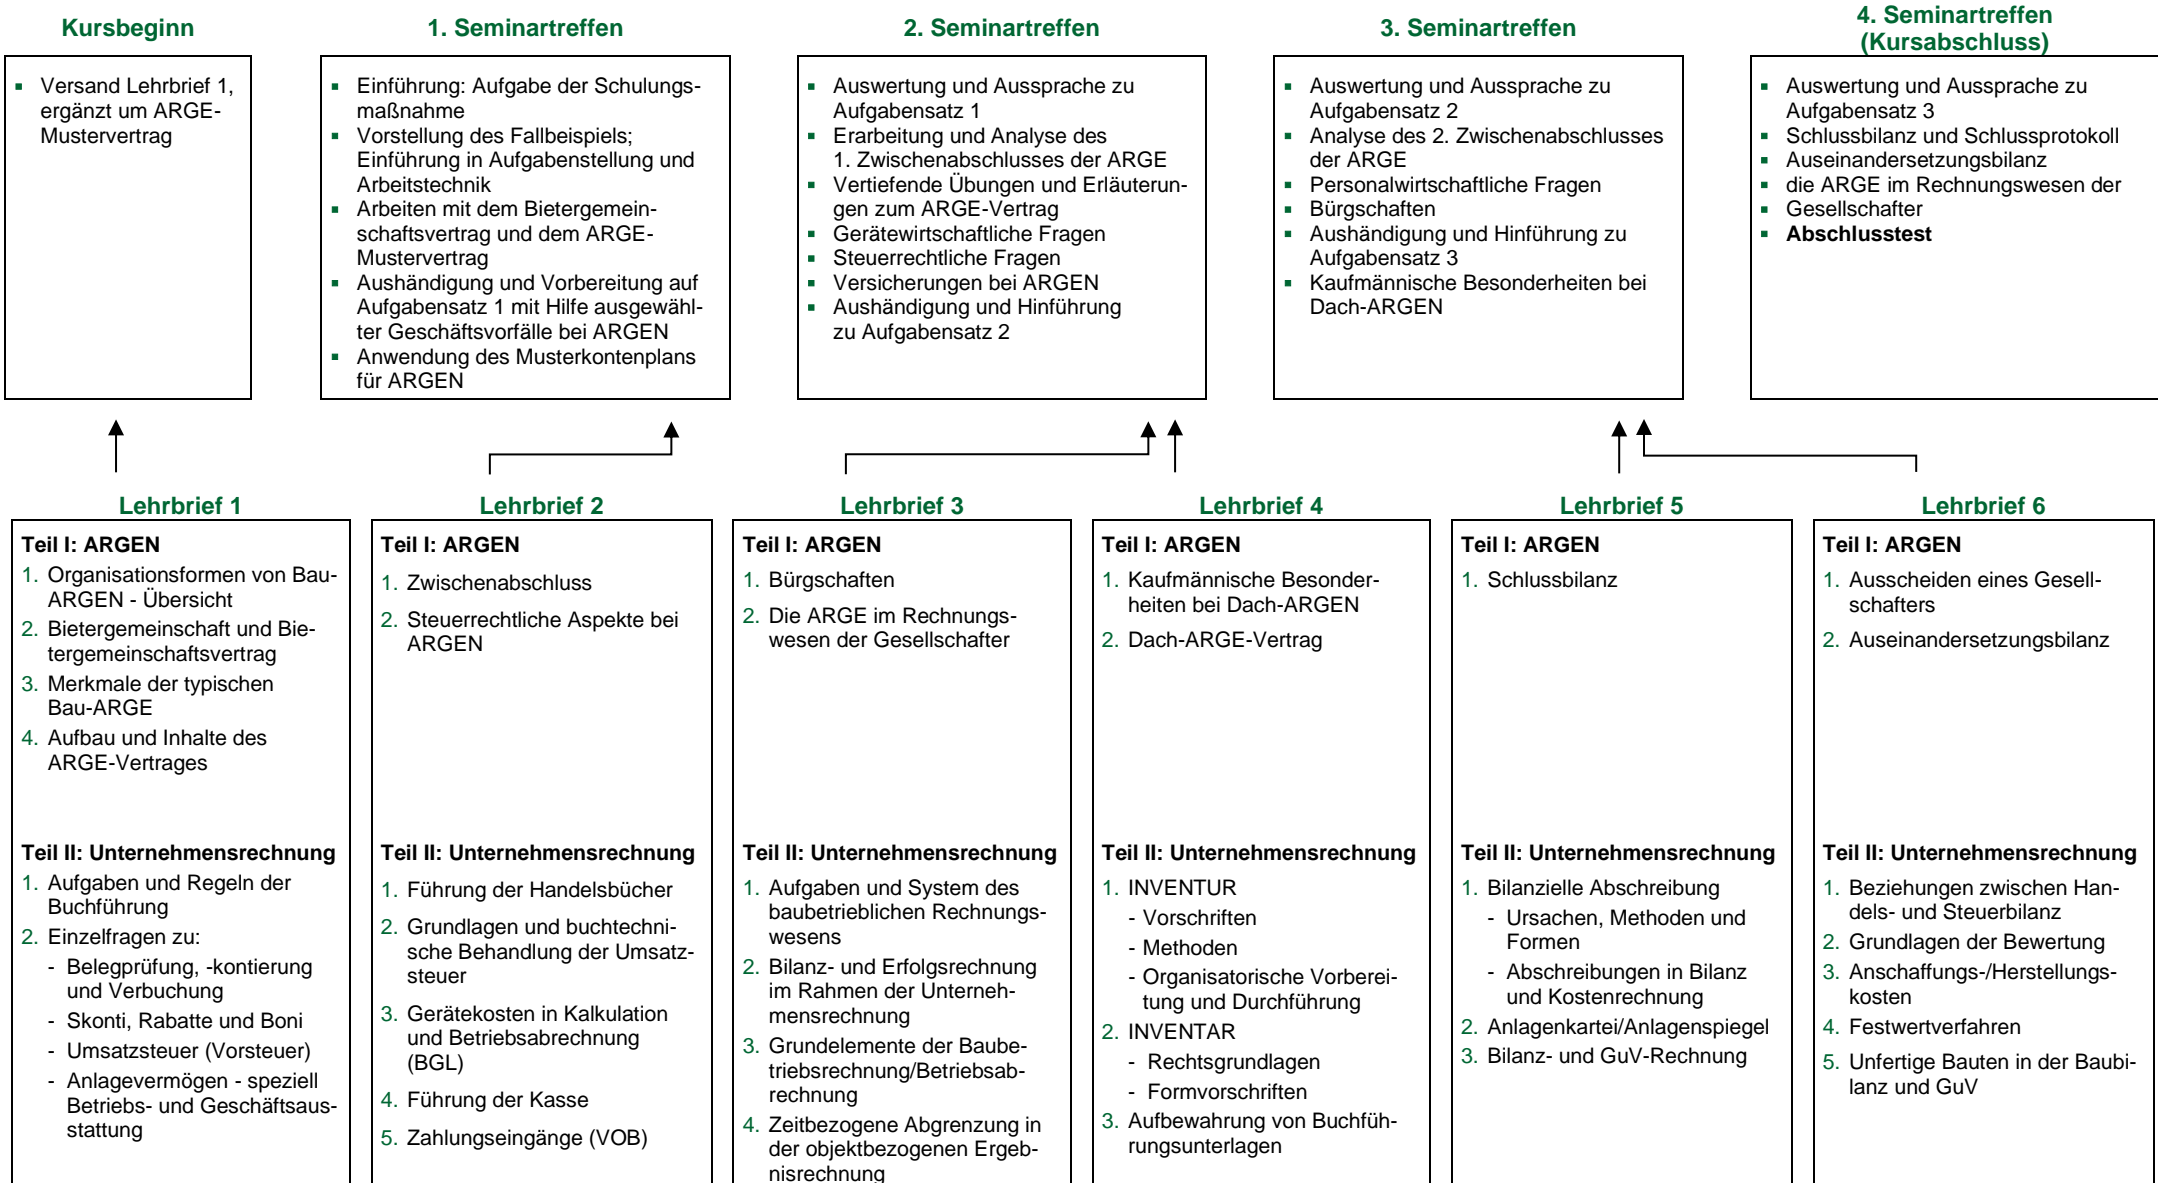 Kursbeginn
▪ Versand Lehrbrief 1,
ergänzt um ARGE-
Mustervertrag
1. Seminartreffen
▪ Einführung: Aufgabe der Schulungs-
maßnahme
▪ Vorstellung des Fallbeispiels;
Einführung in Aufgabenstellung und
Arbeitstechnik
▪ Arbeiten mit dem Bietergemein-
schaftsvertrag und dem ARGE-
Mustervertrag
▪ Aushändigung und Vorbereitung auf
Aufgabensatz 1 mit Hilfe ausgewähl-
ter Geschäftsvorfälle bei ARGEN
▪ Anwendung des Musterkontenplans
für ARGEN
2. Seminartreffen
▪ Auswertung und Aussprache zu
Aufgabensatz 1
▪ Erarbeitung und Analyse des
1. Zwischenabschlusses der ARGE
▪ Vertiefende Übungen und Erläuterun-
gen zum ARGE-Vertrag
▪ Gerätewirtschaftliche Fragen
▪ Steuerrechtliche Fragen
▪ Versicherungen bei ARGEN
▪ Aushändigung und Hinführung
zu Aufgabensatz 2
3. Seminartreffen
▪ Auswertung und Aussprache zu
Aufgabensatz 2
▪ Analyse des 2. Zwischenabschlusses
der ARGE
▪ Personalwirtschaftliche Fragen
▪ Bürgschaften
▪ Aushändigung und Hinführung zu
Aufgabensatz 3
▪ Kaufmännische Besonderheiten bei
Dach-ARGEN
4. Seminartreffen
(Kursabschluss)
▪ Auswertung und Aussprache zu
Aufgabensatz 3
▪ Schlussbilanz und Schlussprotokoll
▪ Auseinandersetzungsbilanz
▪ die ARGE im Rechnungswesen der
▪ Gesellschafter
▪ Abschlusstest
Lehrbrief 1
Teil I: ARGEN
1. Organisationsformen von Bau-
ARGEN - Übersicht
2. Bietergemeinschaft und Bie-
tergemeinschaftsvertrag
3. Merkmale der typischen
Bau-ARGE
4. Aufbau und Inhalte des
ARGE-Vertrages
Teil II: Unternehmensrechnung
1. Aufgaben und Regeln der
Buchführung
2. Einzelfragen zu:
- Belegprüfung, -kontierung
und Verbuchung
- Skonti, Rabatte und Boni
- Umsatzsteuer (Vorsteuer)
- Anlagevermögen - speziell
Betriebs- und Geschäftsaus-
stattung
Lehrbrief 2
Teil I: ARGEN
1. Zwischenabschluss
2. Steuerrechtliche Aspekte bei
ARGEN
Teil II: Unternehmensrechnung
1. Führung der Handelsbücher
2. Grundlagen und buchtechni-
sche Behandlung der Umsatz-
steuer
3. Gerätekosten in Kalkulation
und Betriebsabrechnung
(BGL)
4. Führung der Kasse
5. Zahlungseingänge (VOB)
Lehrbrief 3
Teil I: ARGEN
1. Bürgschaften
2. Die ARGE im Rechnungs-
wesen der Gesellschafter
Teil II: Unternehmensrechnung
1. Aufgaben und System des
baubetrieblichen Rechnungs-
wesens
2. Bilanz- und Erfolgsrechnung
im Rahmen der Unterneh-
mensrechnung
3. Grundelemente der Baube-
triebsrechnung/Betriebsab-
rechnung
4. Zeitbezogene Abgrenzung in
der objektbezogenen Ergeb-
nisrechnung
Lehrbrief 4
Teil I: ARGEN
1. Kaufmännische Besonder-
heiten bei Dach-ARGEN
2. Dach-ARGE-Vertrag
Teil II: Unternehmensrechnung
1. INVENTUR
- Vorschriften
- Methoden
- Organisatorische Vorberei-
tung und Durchführung
2. INVENTAR
- Rechtsgrundlagen
- Formvorschriften
3. Aufbewahrung von Buchfüh-
rungsunterlagen
Lehrbrief 5
Teil I: ARGEN
1. Schlussbilanz
Teil II: Unternehmensrechnung
1. Bilanzielle Abschreibung
- Ursachen, Methoden und
Formen
- Abschreibungen in Bilanz
und Kostenrechnung
2. Anlagenkartei/Anlagenspiegel
3. Bilanz- und GuV-Rechnung
Lehrbrief 6
Teil I: ARGEN
1. Ausscheiden eines Gesell-
schafters
2. Auseinandersetzungsbilanz
Teil II: Unternehmensrechnung
1. Beziehungen zwischen Han-
dels- und Steuerbilanz
2. Grundlagen der Bewertung
3. Anschaffungs-/Herstellungs-
kosten
4. Festwertverfahren
5. Unfertige Bauten in der Baubi-
lanz und GuV